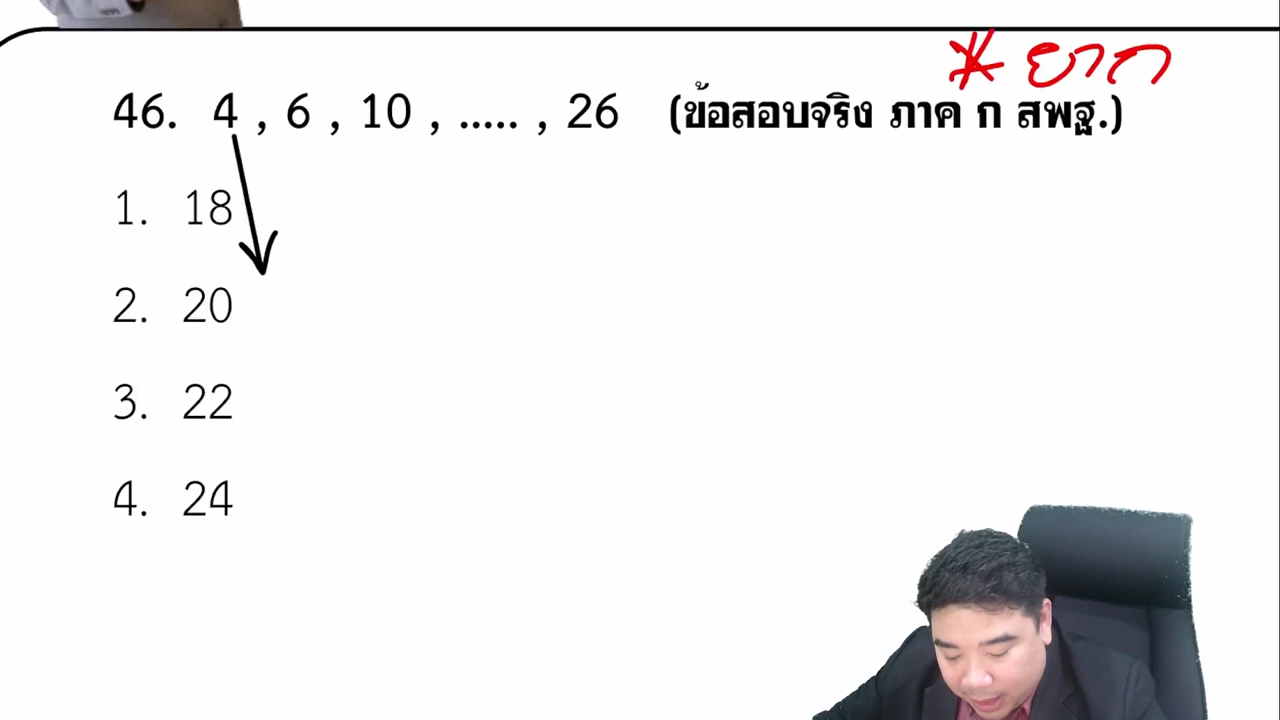 * ยาก
46. 4 , 6 , 10 , ..... , 26 (ข้อสอบจริง ภาค ก สพฐ.)
1. 18
2. 20
3. 22
4. 24